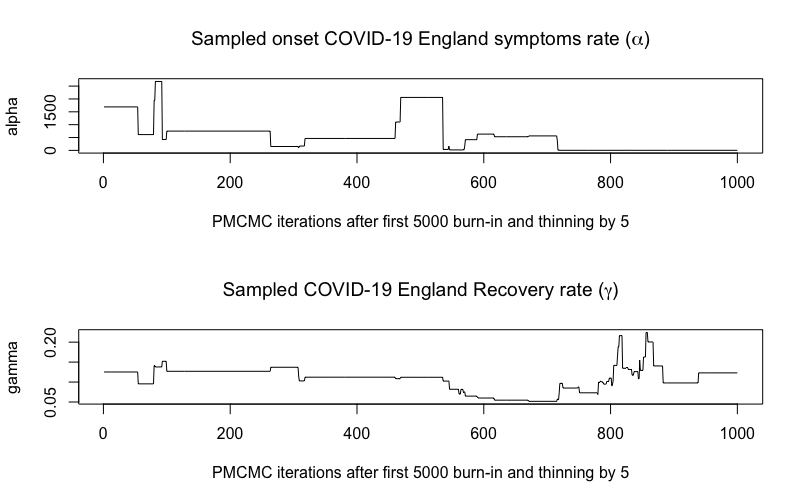 Sampled onset COVID-19 England symptoms rate (α)
alpha
1500
0
0 200 400 600 800 1000
PMCMC iterations after first 5000 burn-in and thinning by 5
Sampled COVID-19 England Recovery rate (γ)
gamma
0.20
0.05
0 200 400 600 800 1000
PMCMC iterations after first 5000 burn-in and thinning by 5